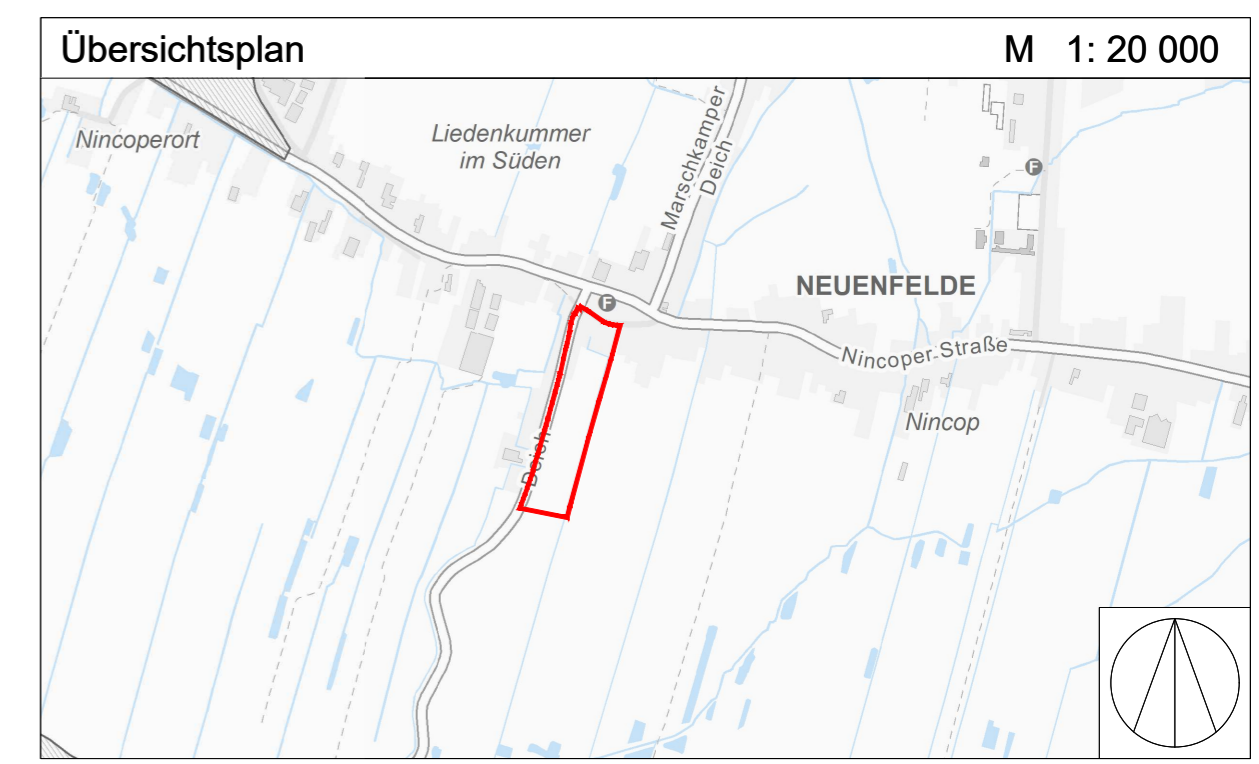 Übersichtsplan
M 1: 20 000
Nincoperort
Liedenkummer
im Süden
Marschkamper
Deich
F
NEUENFELDE
F
Nincoper Straße
Nincop
Deich